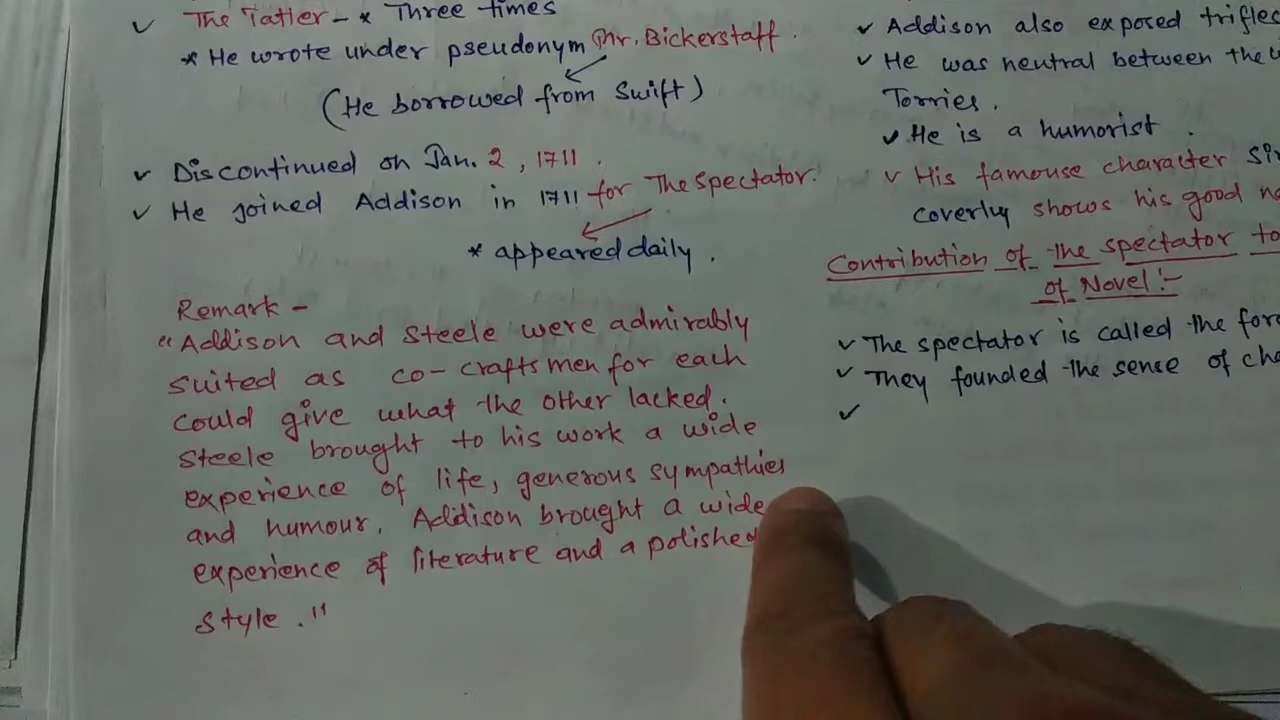 ✓ The Tatler - * Three times
* He wrote under pseudonym Mr. Bickerstaff.
(He borrowed from Swift)
✓ Discontinued on Jan. 2, 1711.
✓ He joined Addison in 1711 for The Spectator.
* appeared daily.
Remark -
"Addison and Steele were admirably
suited as co-craftsmen for each
could give what the other lacked.
Steele brought to his work a wide
experience of life, generous sympathies
and humour. Addison brought a wide
experience of literature and a polished
style."
✓ Addison also exposed
✓ He was neutral between the
Torries.
✓ He is a humorist.
✓ His famouse character
coverly shows his good
Contribution of the spectator to
of Novel :-
✓ The spectator is called the
✓ They founded the sense of
✓